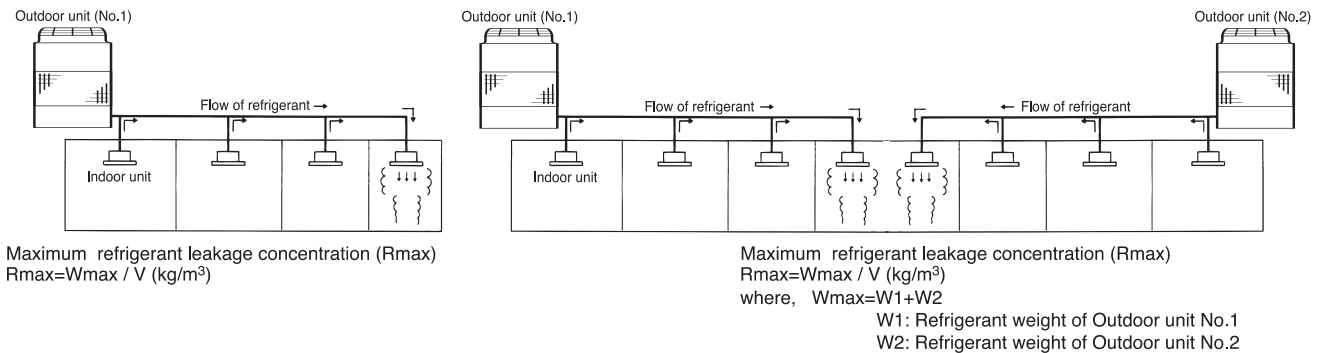 Outdoor unit (No.1)
Flow of refrigerant →
Indoor unit
Maximum refrigerant leakage concentration (Rmax)
Rmax=Wmax / V (kg/m³)
Outdoor unit (No.1)
Outdoor unit (No.2)
Flow of refrigerant →
← Flow of refrigerant
Indoor unit
Maximum refrigerant leakage concentration (Rmax)
Rmax=Wmax / V (kg/m³)
where, Wmax=W1+W2
W1: Refrigerant weight of Outdoor unit No.1
W2: Refrigerant weight of Outdoor unit No.2